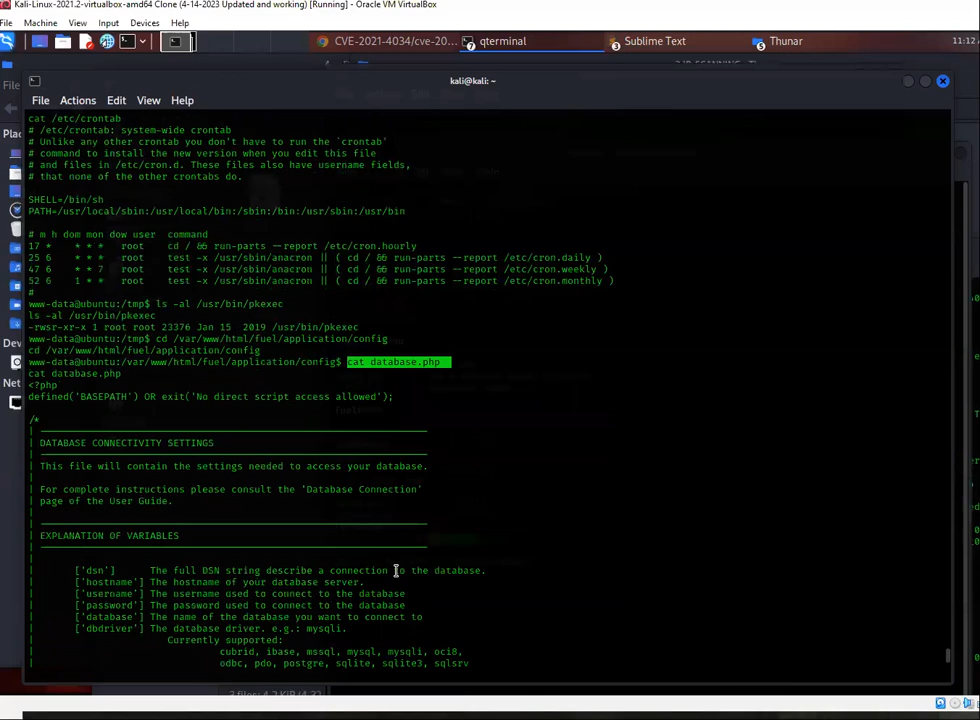 Kali-Linux-2021.2-virtualbox-amd64 Clone (4-14-2023 Updated and working) [Running] - Oracle VM VirtualBox
File Machine View Input Devices Help
CVE-2021-4034/cve-20... qterminal Sublime Text Thunar 11:12
kali@kali: ~
File Actions Edit View Help
cat /etc/crontab
# /etc/crontab: system-wide crontab
# Unlike any other crontab you don't have to run the `crontab'
# command to install the new version when you edit this file
# and files in /etc/cron.d. These files also have username fields,
# that none of the other crontabs do.
SHELL=/bin/sh
PATH=/usr/local/sbin:/usr/local/bin:/sbin:/bin:/usr/sbin:/usr/bin
# m h dom mon dow user command
17 * * * * root cd / && run-parts --report /etc/cron.hourly
25 6 * * * root test -x /usr/sbin/anacron || ( cd / && run-parts --report /etc/cron.daily )
47 6 * * 7 root test -x /usr/sbin/anacron || ( cd / && run-parts --report /etc/cron.weekly )
52 6 1 * * root test -x /usr/sbin/anacron || ( cd / && run-parts --report /etc/cron.monthly )
#
www-data@ubuntu:/tmp$ ls -al /usr/bin/pkexec
ls -al /usr/bin/pkexec
-rwsr-xr-x 1 root root 23376 Jan 15 2019 /usr/bin/pkexec
www-data@ubuntu:/tmp$ cd /var/www/html/fuel/application/config
cd /var/www/html/fuel/application/config
www-data@ubuntu:/var/www/html/fuel/application/config$ cat database.php
cat database.php
<?php
defined('BASEPATH') OR exit('No direct script access allowed');
/*
| DATABASE CONNECTIVITY SETTINGS
| This file will contain the settings needed to access your database.
|
| For complete instructions please consult the 'Database Connection'
| page of the User Guide.
|
| EXPLANATION OF VARIABLES
|
| ['dsn'] The full DSN string describe a connection to the database.
| ['hostname'] The hostname of your database server.
| ['username'] The username used to connect to the database
| ['password'] The password used to connect to the database
| ['database'] The name of the database you want to connect to
| ['dbdriver'] The database driver. e.g.: mysqli.
| Currently supported:
| cubrid, ibase, mssql, mysql, mysqli, oci8,
| odbc, pdo, postgre, sqlite, sqlite3, sqlsrv